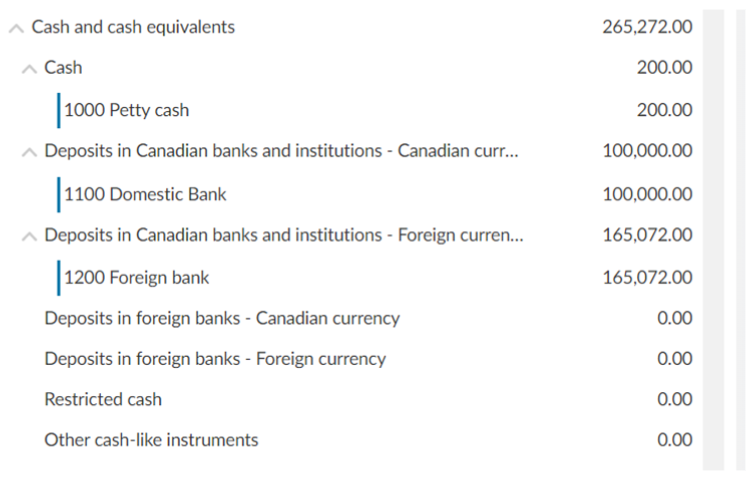 Cash and cash equivalents 265,272.00
Cash 200.00
1000 Petty cash 200.00
Deposits in Canadian banks and institutions - Canadian curr... 100,000.00
1100 Domestic Bank 100,000.00
Deposits in Canadian banks and institutions - Foreign curren... 165,072.00
1200 Foreign bank 165,072.00
Deposits in foreign banks - Canadian currency 0.00
Deposits in foreign banks - Foreign currency 0.00
Restricted cash 0.00
Other cash-like instruments 0.00